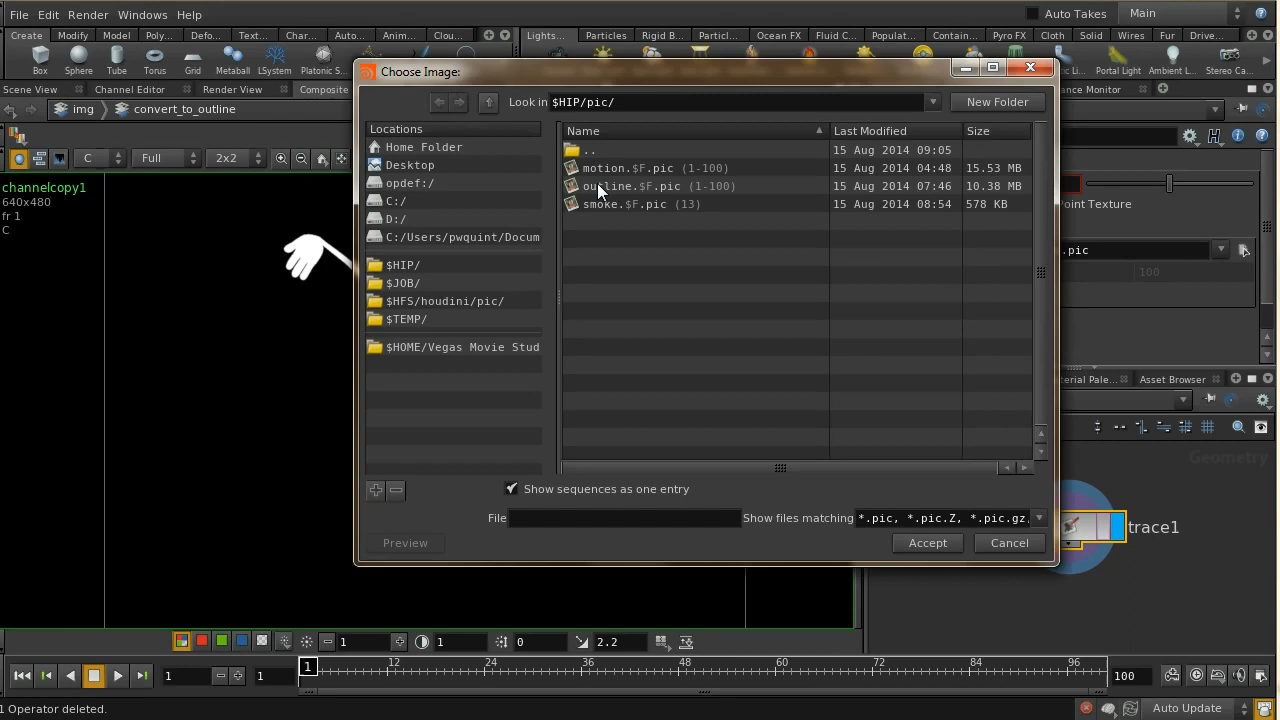 File Edit Render Windows Help Auto Takes Main
Create Modify Model Poly... Defor... Text... Char... Auto... Anim... Clou... Lights... Particles Rigid B... Particl... Ocean FX Fluid C... Populat... Contain... Pyro FX Cloth Solid Wires Fur Drive...
Box Sphere Tube Torus Grid Metaball LSystem Platonic S... Portal Light Ambient L... Stereo Ca...
Choose Image:
Scene View Channel Editor Render View Composite
img convert_to_outline
Look in $HIP/pic/ New Folder
Locations Name Last Modified Size
Home Folder .. 15 Aug 2014 09:05
Desktop motion.$F.pic (1-100) 15 Aug 2014 04:48 15.53 MB
opdef:/ outline.$F.pic (1-100) 15 Aug 2014 07:46 10.38 MB
C:/ smoke.$F.pic (13) 15 Aug 2014 08:54 578 KB
D:/
C:/Users/pwquint/Docum
$HIP/
$JOB/
$HFS/houdini/pic/
$TEMP/
$HOME/Vegas Movie Stud
C Full 2x2
channelcopy1
640x480
fr 1
C
Point Texture
.pic
100
Asset Browser
Geometry
trace1
Show sequences as one entry
File Show files matching *.pic, *.pic.Z, *.pic.gz,
Preview Accept Cancel
1 1 0 2.2
1 1 1 12 24 36 48 60 72 84 96 100
1 Operator deleted. Auto Update